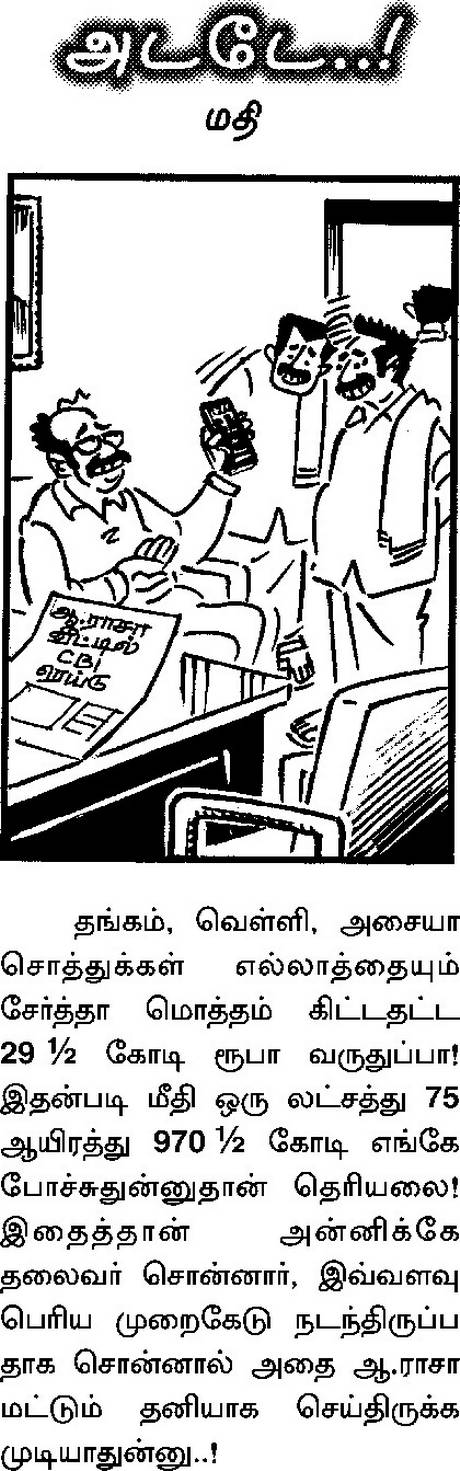 அடடே..!
மதி
ஆ.ராசா
வீட்டில்
CBI
ரெய்டு
தங்கம், வெள்ளி, அசையா
சொத்துக்கள் எல்லாத்தையும்
சேர்த்தா மொத்தம் கிட்டதட்ட
29 ½ கோடி ரூபா வருதுப்பா!
இதன்படி மீதி ஒரு லட்சத்து 75
ஆயிரத்து 970 ½ கோடி எங்கே
போச்சுதுன்னுதான் தெரியலை!
இதைத்தான் அன்னிக்கே
தலைவர் சொன்னார், இவ்வளவு
பெரிய முறைகேடு நடந்திருப்ப
தாக சொன்னால் அதை ஆ.ராசா
மட்டும் தனியாக செய்திருக்க
முடியாதுன்னு..!